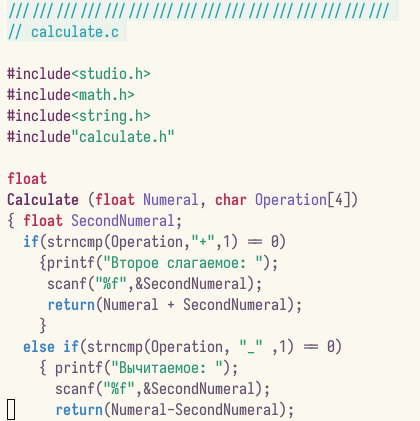 /////////////////////////////////////////////////
// calculate.c
#include<studio.h>
#include<math.h>
#include<string.h>
#include"calculate.h"
float
Calculate (float Numeral, char Operation[4])
{ float SecondNumeral;
if(strncmp(Operation,"+",1) == 0)
{printf("Второе слагаемое: ");
scanf("%f",&SecondNumeral);
return(Numeral + SecondNumeral);
}
else if(strncmp(Operation, "_" ,1) == 0)
{ printf("Вычитаемое: ");
scanf("%f",&SecondNumeral);
return(Numeral-SecondNumeral);